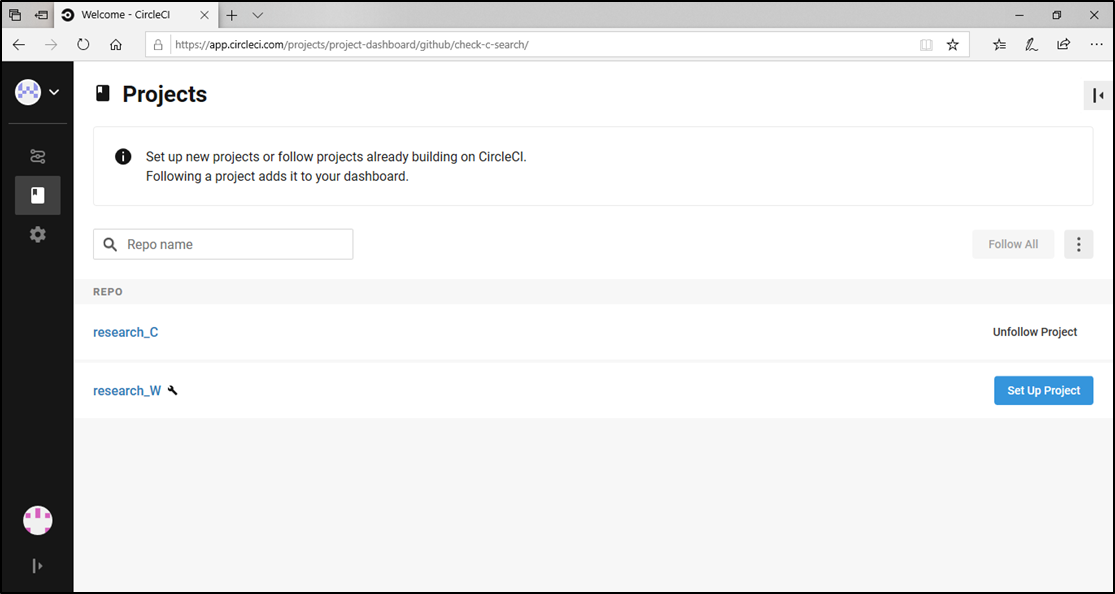 Welcome - CircleCI
https://app.circleci.com/projects/project-dashboard/github/check-c-search/
Projects
Set up new projects or follow projects already building on CircleCI.
Following a project adds it to your dashboard.
Repo name
Follow All
REPO
research_C
Unfollow Project
research_W
Set Up Project